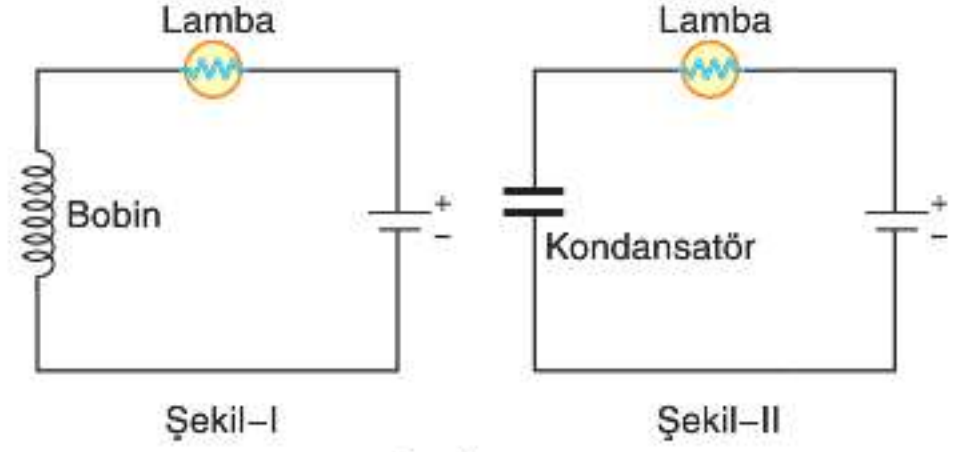 Lamba
Lamba
Bobin
+
−
Kondansatör
+
−
Şekil–I
Şekil–II